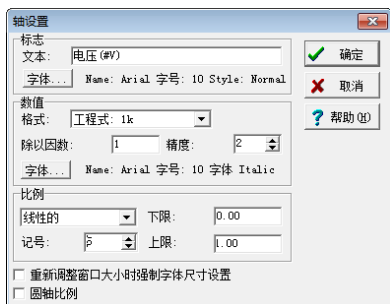 轴设置
标志
文本: 电压(#V)
字体... Name: Arial 字号: 10 Style: Normal
数值
格式: 工程式: 1k
除以因数: 1 精度: 2
字体... Name: Arial 字号: 10 字体 Italic
比例
线性的 下限: 0.00
记号: 上限: 1.00
重新调整窗口大小时强制字体尺寸设置
圆轴比例
确定
取消
帮助(H)